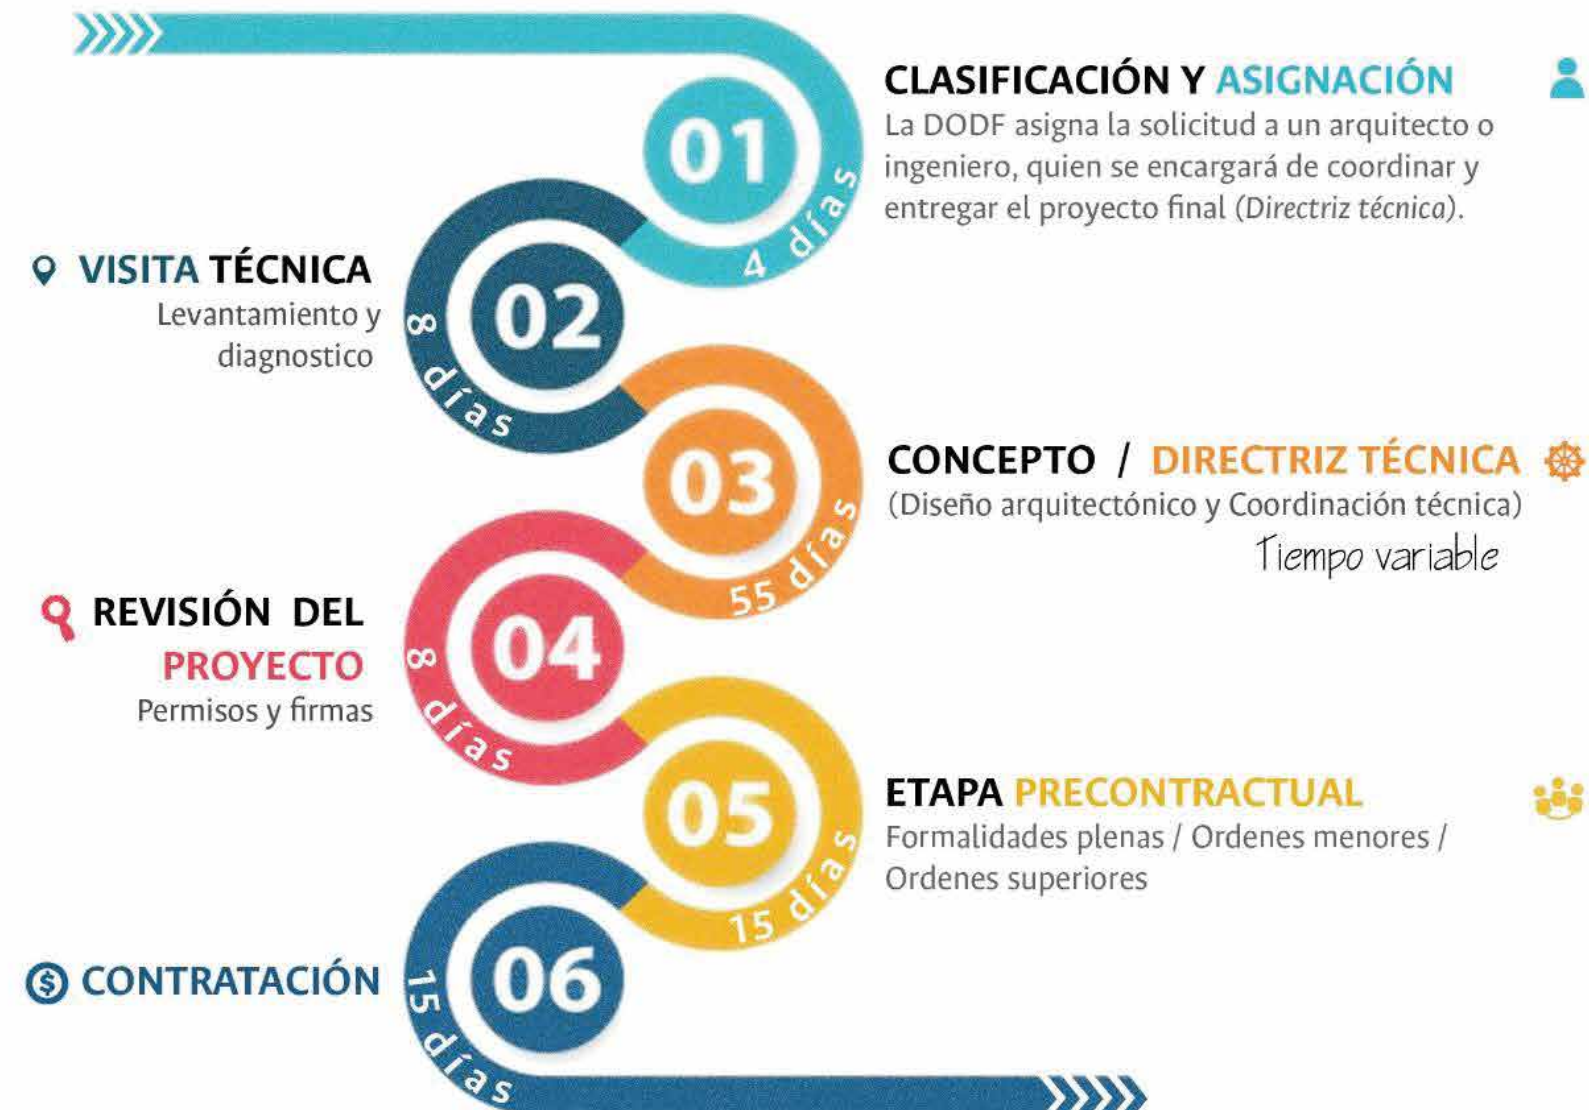 01
4 días
CLASIFICACIÓN Y ASIGNACIÓN
La DODF asigna la solicitud a un arquitecto o
ingeniero, quien se encargará de coordinar y
entregar el proyecto final (Directriz técnica).
VISITA TÉCNICA
Levantamiento y
diagnostico
02
8 días
03
55 días
CONCEPTO / DIRECTRIZ TÉCNICA
(Diseño arquitectónico y Coordinación técnica)
Tiempo variable
REVISIÓN DEL
PROYECTO
Permisos y firmas
04
8 días
05
15 días
ETAPA PRECONTRACTUAL
Formalidades plenas / Ordenes menores /
Ordenes superiores
CONTRATACIÓN
06
15 días